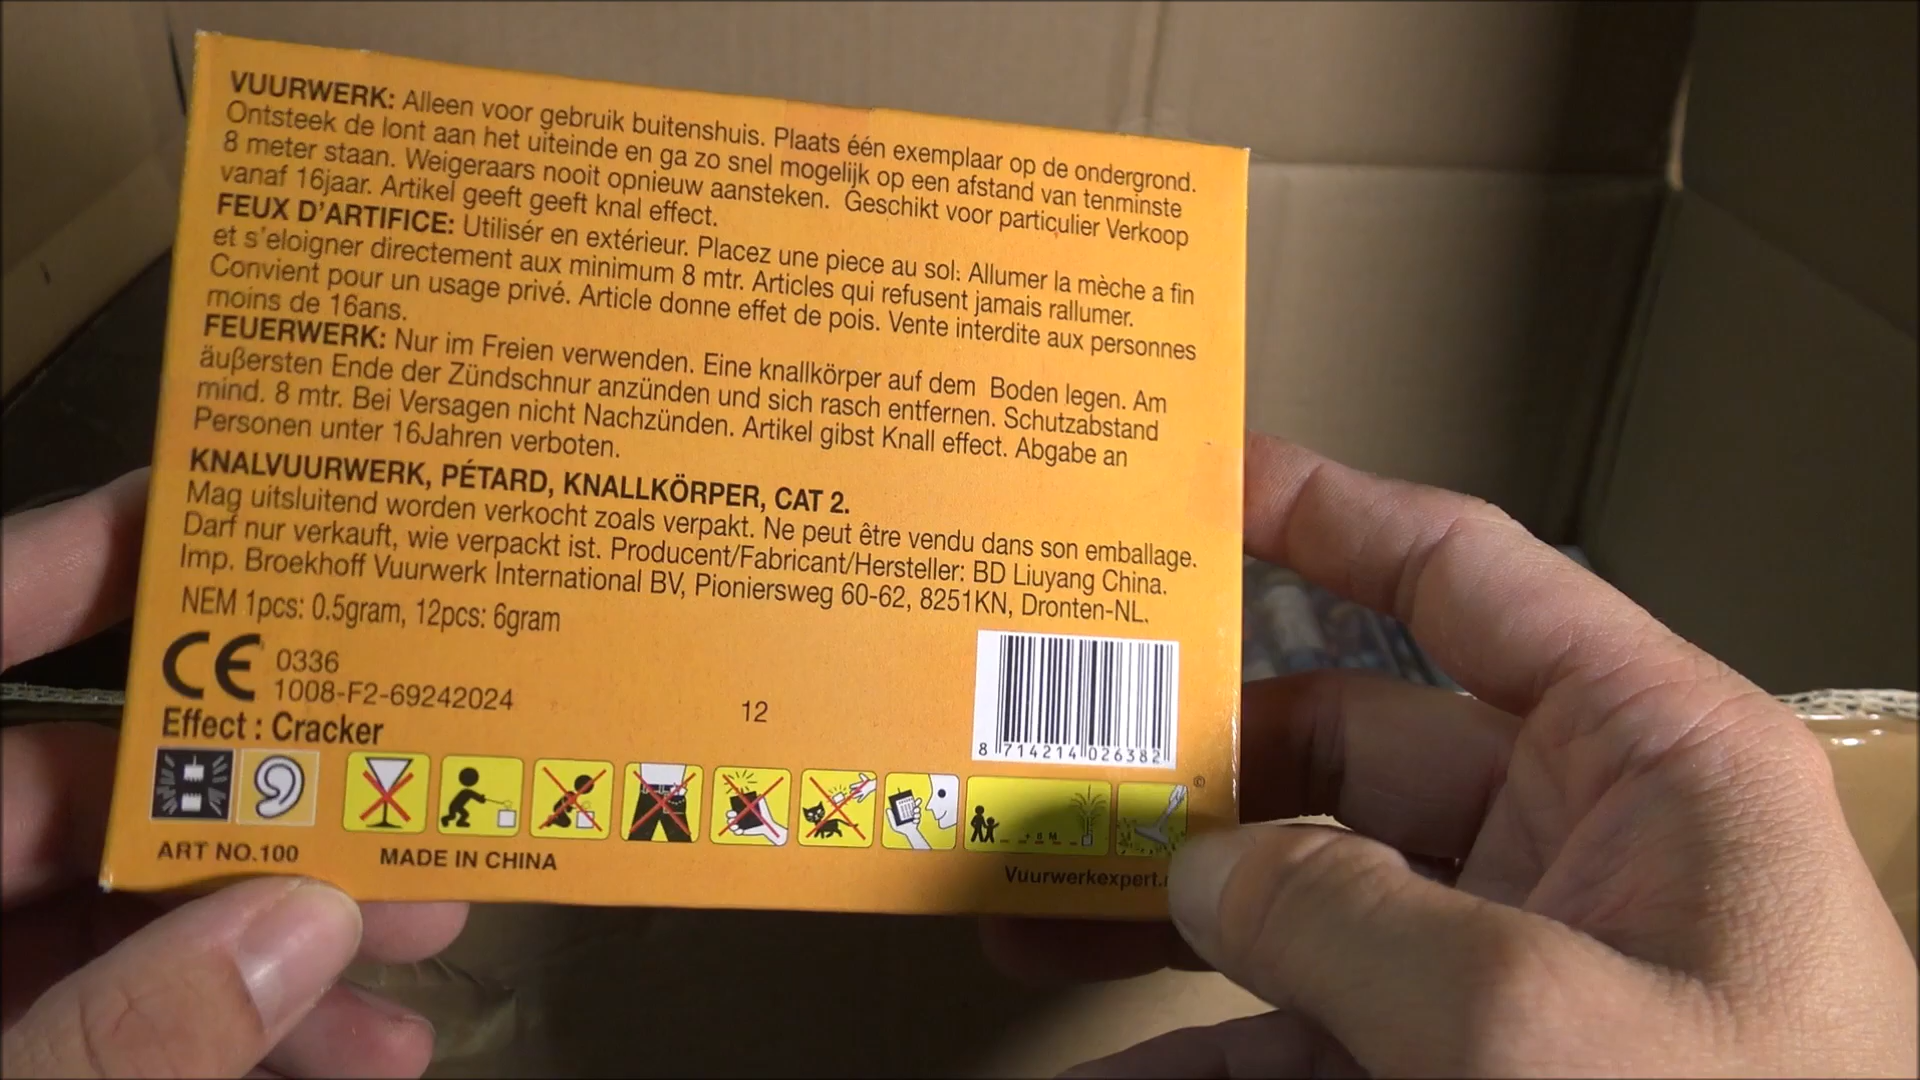 VUURWERK: Alleen voor gebruik buitenshuis. Plaats één exemplaar op de ondergrond.
Ontsteek de lont aan het uiteinde en ga zo snel mogelijk op een afstand van tenminste
8 meter staan. Weigeraars nooit opnieuw aansteken. Geschikt voor particulier Verkoop
vanaf 16jaar. Artikel geeft geeft knal effect.
FEUX D'ARTIFICE: Utilisér en extérieur. Placez une piece au sol: Allumer la mèche a fin
et s'eloigner directement aux minimum 8 mtr. Articles qui refusent jamais rallumer.
Convient pour un usage privé. Article donne effet de pois. Vente interdite aux personnes
moins de 16ans.
FEUERWERK: Nur im Freien verwenden. Eine knallkörper auf dem Boden legen. Am
äußersten Ende der Zündschnur anzünden und sich rasch entfernen. Schutzabstand
mind. 8 mtr. Bei Versagen nicht Nachzünden. Artikel gibst Knall effect. Abgabe an
Personen unter 16Jahren verboten.
KNALVUURWERK, PÉTARD, KNALLKÖRPER, CAT 2.
Mag uitsluitend worden verkocht zoals verpakt. Ne peut être vendu dans son emballage.
Darf nur verkauft, wie verpackt ist. Producent/Fabricant/Hersteller: BD Liuyang China.
Imp. Broekhoff Vuurwerk International BV, Pioniersweg 60-62, 8251KN, Dronten-NL.
NEM 1pcs: 0.5gram, 12pcs: 6gram
CE 0336
1008-F2-69242024
12
Effect : Cracker
8 714214 026382
©
+ 8 M
ART NO.100
MADE IN CHINA
Vuurwerkexpert.